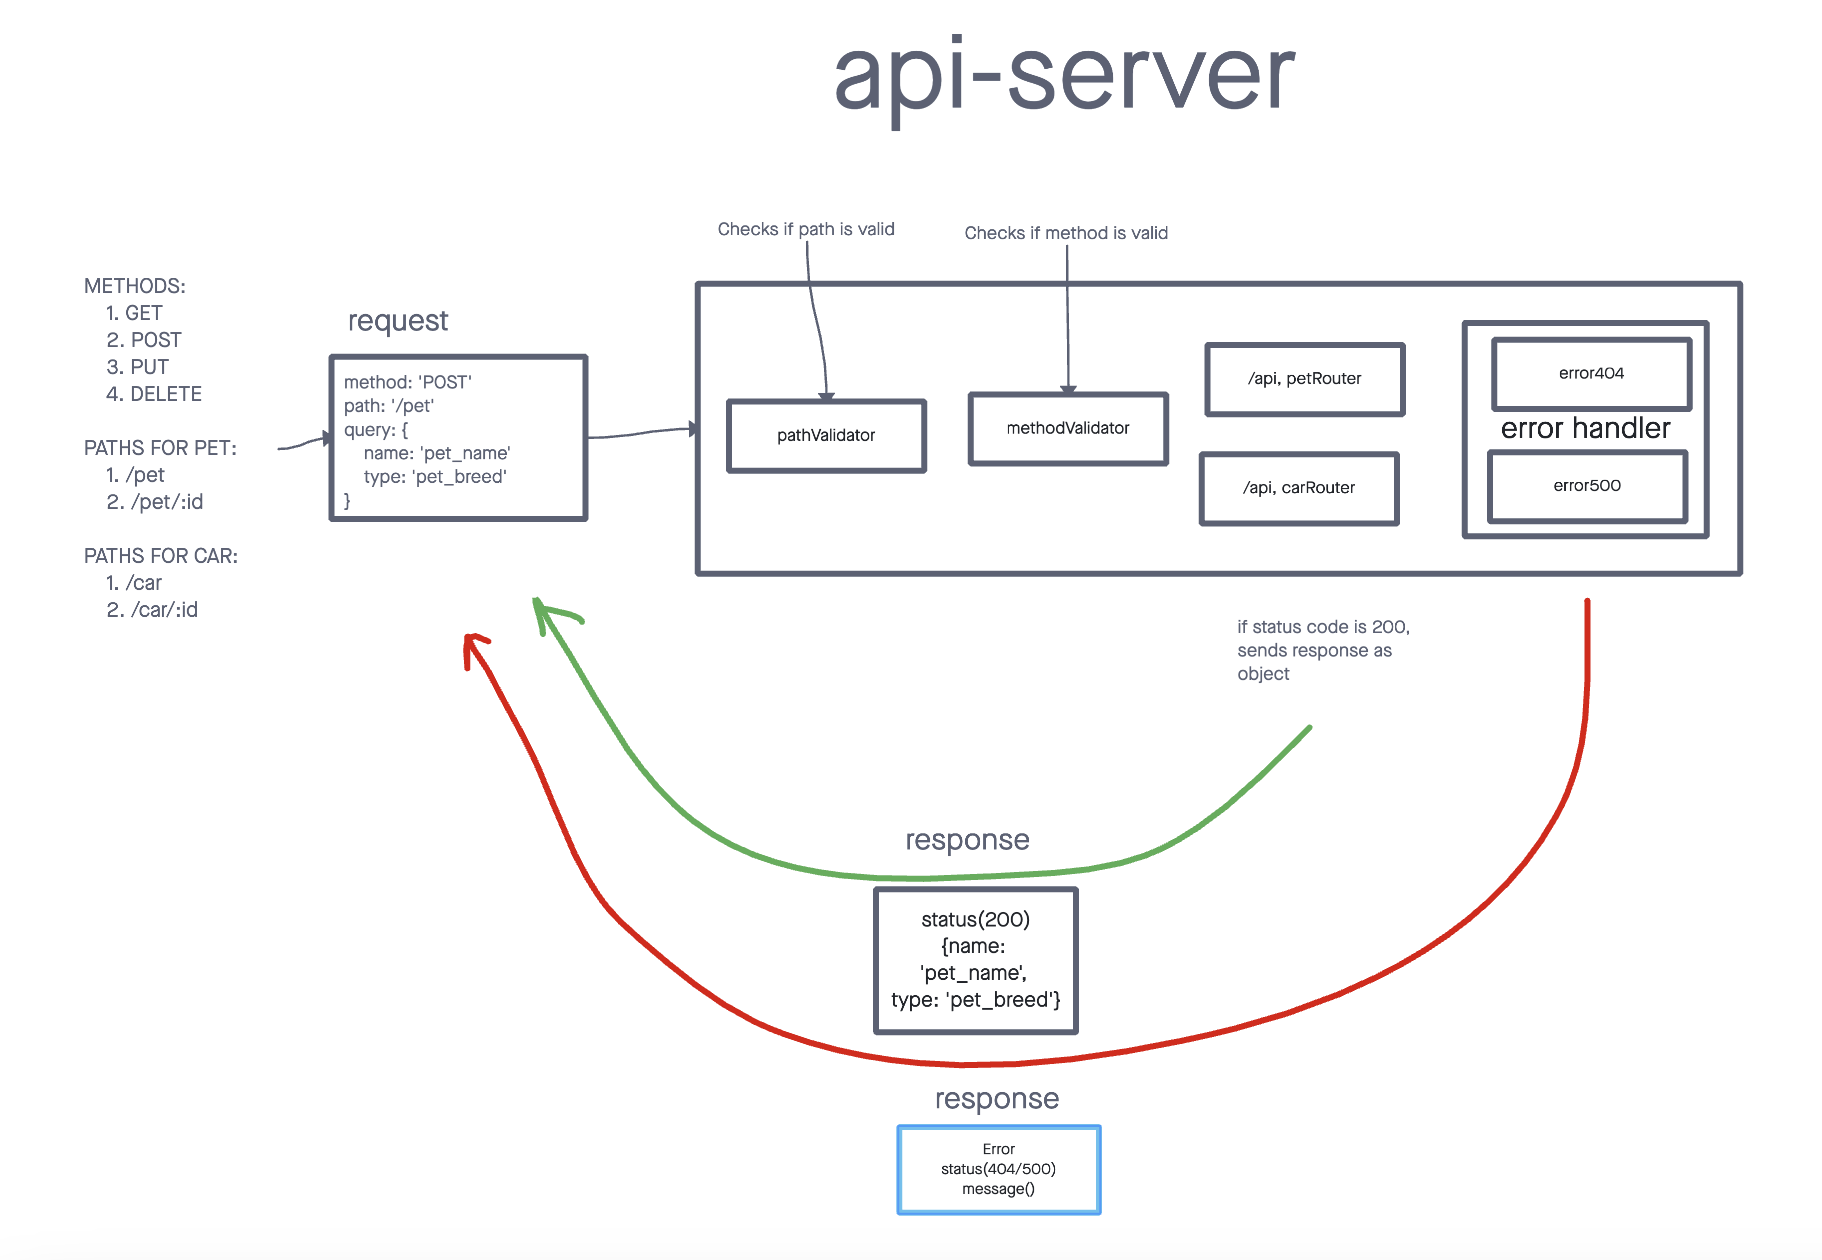 api-server
Checks if path is valid
Checks if method is valid
METHODS:
1. GET
2. POST
3. PUT
4. DELETE
PATHS FOR PET:
1. /pet
2. /pet/:id
PATHS FOR CAR:
1. /car
2. /car/:id
request
method: 'POST'
path: '/pet'
query: {
name: 'pet_name'
type: 'pet_breed'
}
pathValidator
methodValidator
/api, petRouter
/api, carRouter
error404
error handler
error500
if status code is 200,
sends response as
object
response
status(200)
{name:
'pet_name',
type: 'pet_breed'}
response
Error
status(404/500)
message()